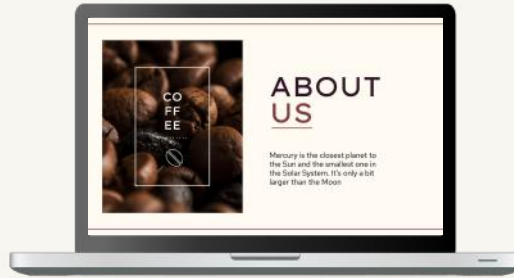 CO
FF
EE
ABOUT
US
Mercury is the closest planet to
the Sun and the smallest one in
the Solar System. It's only a bit
larger than the Moon